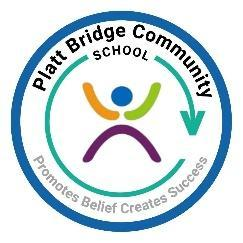 Platt Bridge Community
SCHOOL
Promotes Belief Creates Success